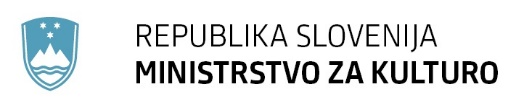 REPUBLIKA SLOVENIJA
MINISTRSTVO ZA KULTURO